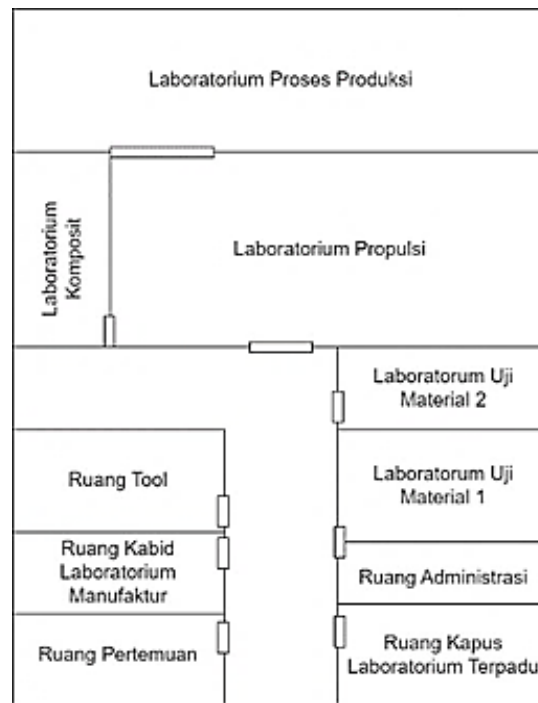 Laboratorium Proses Produksi
Laboratorium
Komposit
Laboratorium Propulsi
Laboratorum Uji
Material 2
Laboratorum Uji
Material 1
Ruang Tool
Ruang Kabid
Laboratorium
Manufaktur
Ruang Administrasi
Ruang Pertemuan
Ruang Kapus
Laboratorium Terpadu